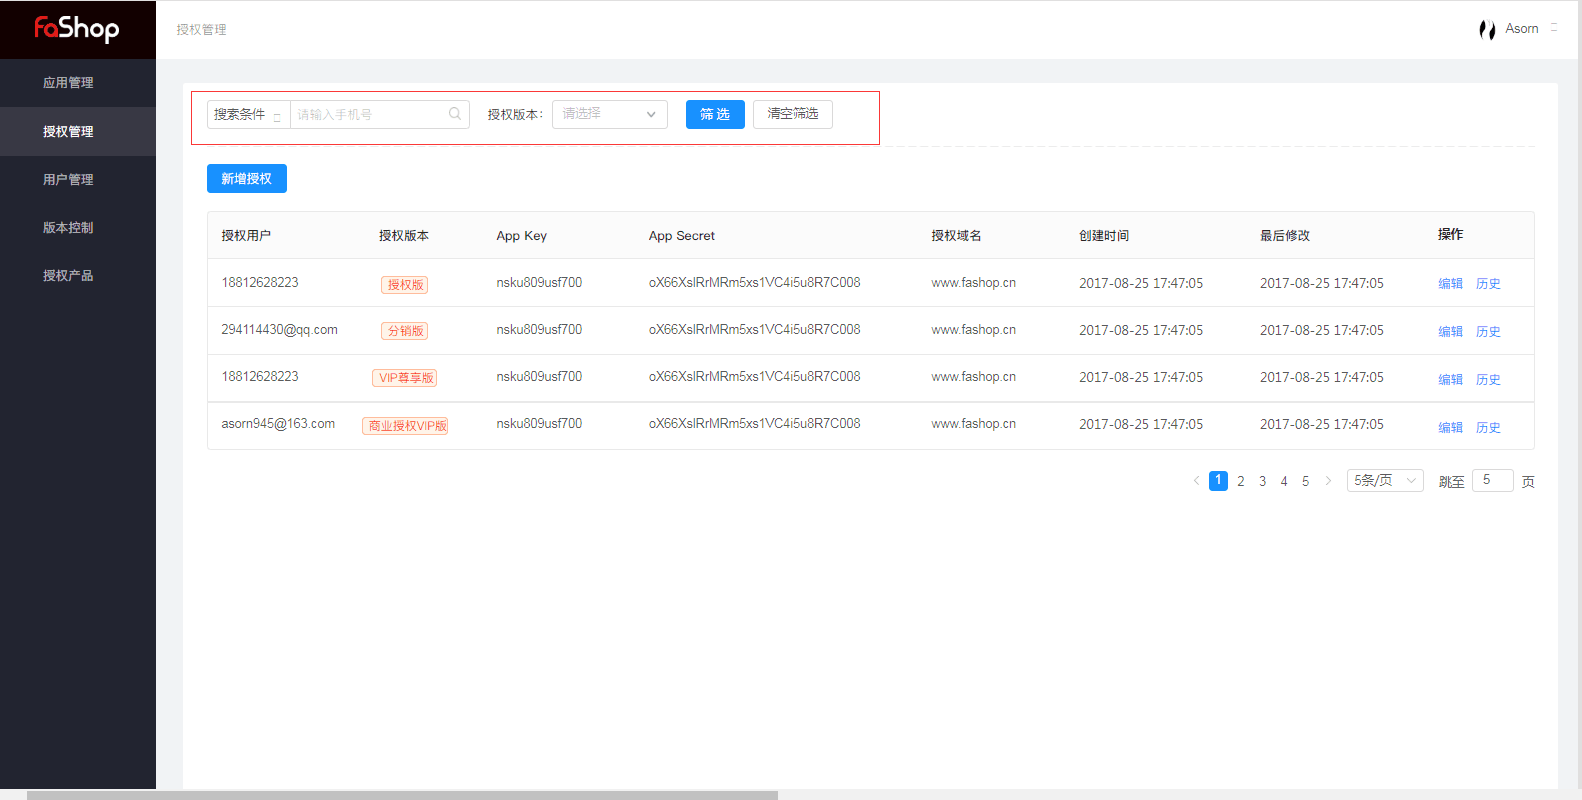 FaShop
授权管理
Asorn
应用管理
授权管理
用户管理
版本控制
授权产品
搜索条件 请输入手机号 授权版本： 请选择 筛 选 清空筛选
新增授权
授权用户 授权版本 App Key App Secret 授权域名 创建时间 最后修改 操作
18812628223 授权版 nsku809usf700 oX66XslRrMRm5xs1VC4i5u8R7C008 www.fashop.cn 2017-08-25 17:47:05 2017-08-25 17:47:05 编辑 历史
294114430@qq.com 分销版 nsku809usf700 oX66XslRrMRm5xs1VC4i5u8R7C008 www.fashop.cn 2017-08-25 17:47:05 2017-08-25 17:47:05 编辑 历史
18812628223 VIP尊享版 nsku809usf700 oX66XslRrMRm5xs1VC4i5u8R7C008 www.fashop.cn 2017-08-25 17:47:05 2017-08-25 17:47:05 编辑 历史
asorn945@163.com 商业授权VIP版 nsku809usf700 oX66XslRrMRm5xs1VC4i5u8R7C008 www.fashop.cn 2017-08-25 17:47:05 2017-08-25 17:47:05 编辑 历史
1 2 3 4 5 5条/页 跳至 5 页